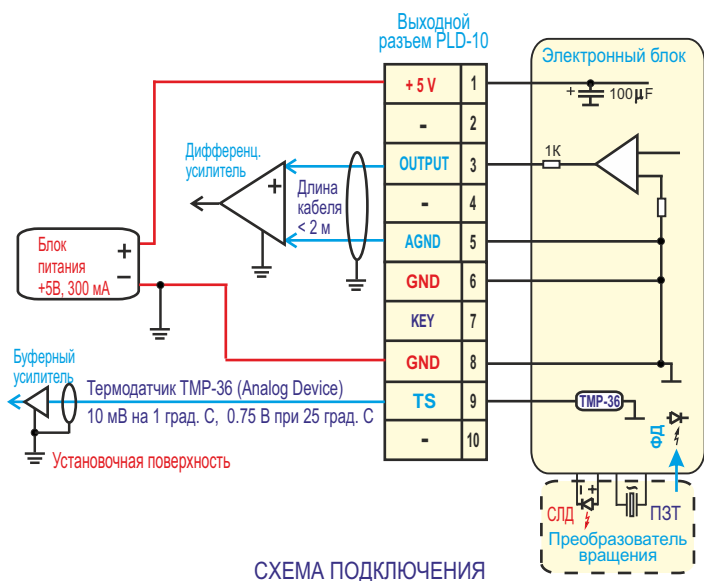 Выходной
разъем PLD-10
Электронный блок
+ 5 V 1
- 2
OUTPUT 3
- 4
AGND 5
GND 6
KEY 7
GND 8
TS 9
- 10
+ 100μF
1К
Дифференц.
усилитель
+
Длина
кабеля
< 2 м
Блок
питания
+5В, 300 мА
+
−
Буферный
усилитель
Термодатчик TMP-36 (Analog Device)
10 мВ на 1 град. С, 0.75 В при 25 град. С
Установочная поверхность
TMP-36
ФД
− +
≈
СЛД
ПЗТ
Преобразователь
вращения
СХЕМА ПОДКЛЮЧЕНИЯ